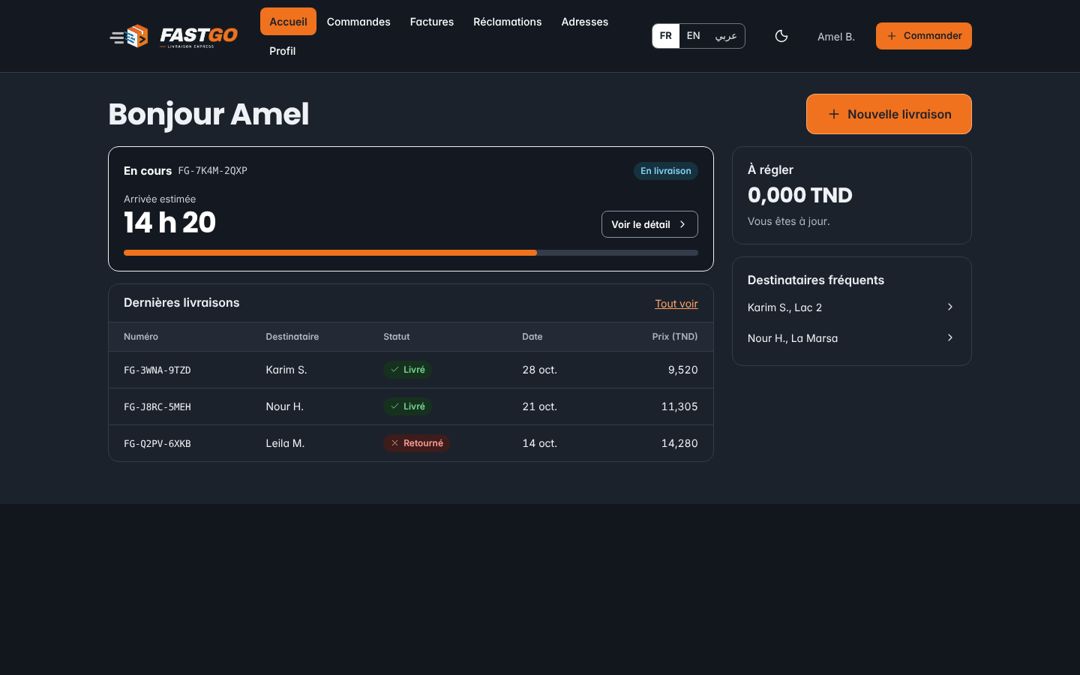 FASTGO
LIVRAISON EXPRESS
Accueil Commandes Factures Réclamations Adresses
Profil
FR EN عربي
Amel B.
+ Commander
Bonjour Amel
+ Nouvelle livraison
En cours FG-7K4M-2QXP
En livraison
Arrivée estimée
14 h 20
Voir le détail
À régler
0,000 TND
Vous êtes à jour.
Destinataires fréquents
Karim S., Lac 2
Nour H., La Marsa
Dernières livraisons
Tout voir
Numéro Destinataire Statut Date Prix (TND)
FG-3WNA-9TZD Karim S. Livré 28 oct. 9,520
FG-J8RC-5MEH Nour H. Livré 21 oct. 11,305
FG-Q2PV-6XKB Leila M. Retourné 14 oct. 14,280